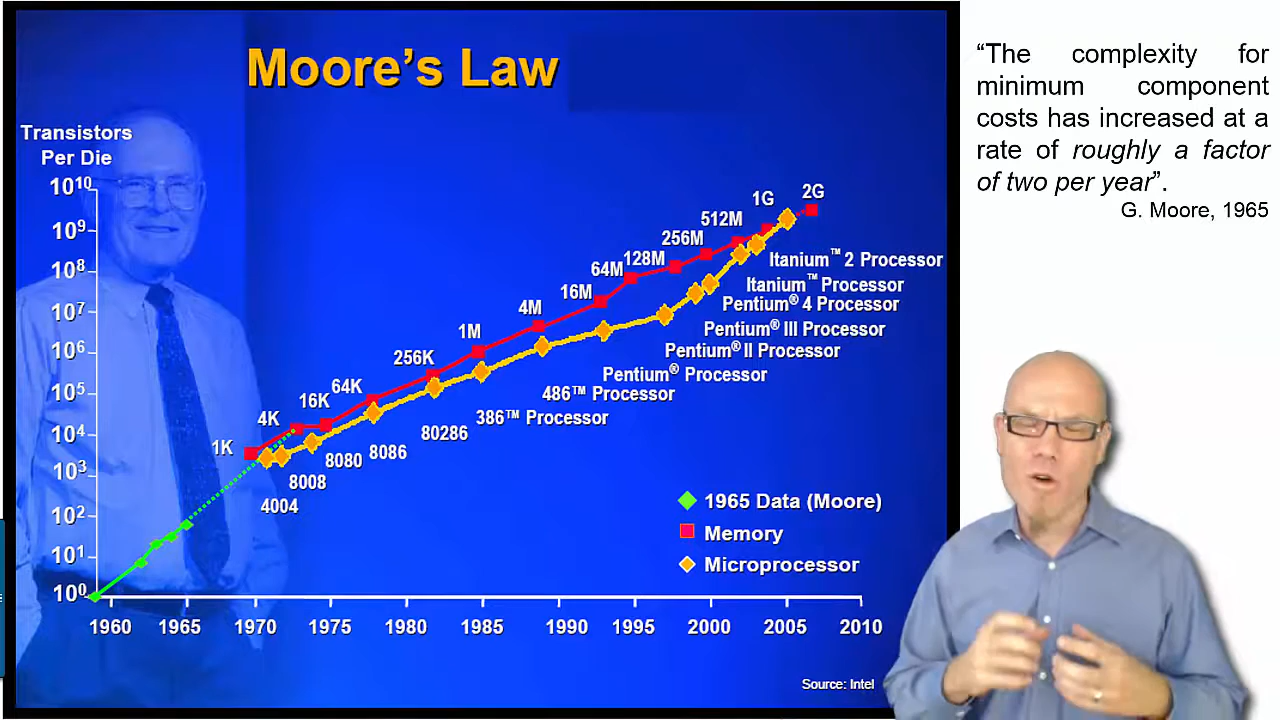 Moore's Law
“The complexity for
minimum component
costs has increased at a
rate of roughly a factor
of two per year”.
G. Moore, 1965
Transistors
Per Die
10¹⁰
10⁹
10⁸
10⁷
10⁶
10⁵
10⁴
10³
10²
10¹
10⁰
1K
4K
16K
64K
256K
1M
4M
16M
64M
128M
256M
512M
1G
2G
4004
8008
8080
8086
80286
386™ Processor
486™ Processor
Pentium® Processor
Pentium® II Processor
Pentium® III Processor
Pentium® 4 Processor
Itanium™ Processor
Itanium™ 2 Processor
1965 Data (Moore)
Memory
Microprocessor
1960 1965 1970 1975 1980 1985 1990 1995 2000 2005 2010
Source: Intel